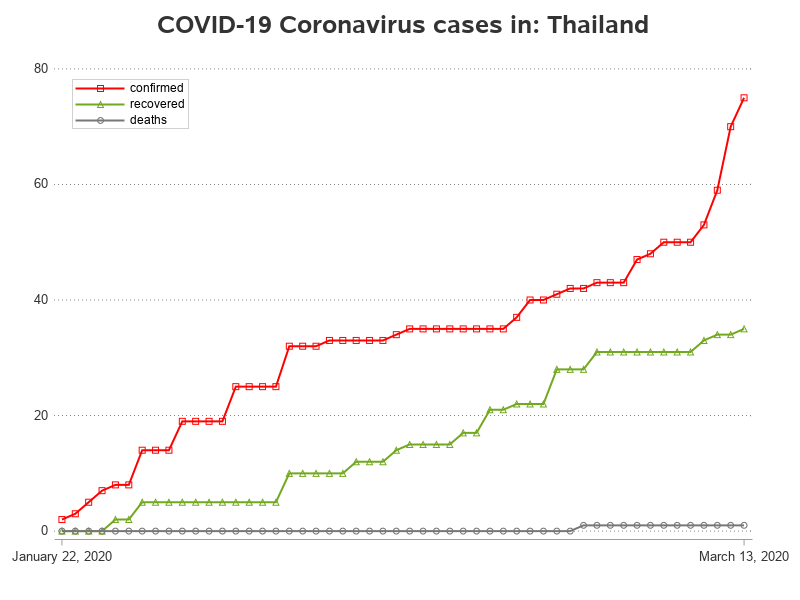 COVID-19 Coronavirus cases in: Thailand
80
confirmed
recovered
deaths
60
40
20
0
January 22, 2020
March 13, 2020